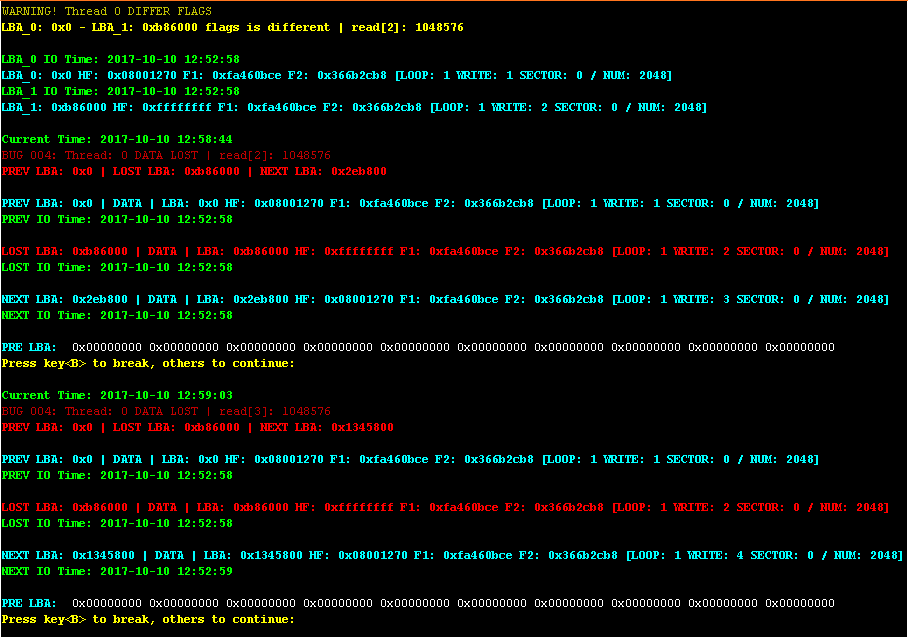 WARNING! Thread 0 DIFFER FLAGS
LBA_0: 0x0 - LBA_1: 0xb86000 flags is different | read[2]: 1048576
LBA_0 IO Time: 2017-10-10 12:52:58
LBA_0: 0x0 HF: 0x08001270 F1: 0xfa460bce F2: 0x366b2cb8 [LOOP: 1 WRITE: 1 SECTOR: 0 / NUM: 2048]
LBA_1 IO Time: 2017-10-10 12:52:58
LBA_1: 0xb86000 HF: 0xffffffff F1: 0xfa460bce F2: 0x366b2cb8 [LOOP: 1 WRITE: 2 SECTOR: 0 / NUM: 2048]
Current Time: 2017-10-10 12:58:44
BUG 004: Thread: 0 DATA LOST | read[2]: 1048576
PREV LBA: 0x0 | LOST LBA: 0xb86000 | NEXT LBA: 0x2eb800
PREV LBA: 0x0 | DATA | LBA: 0x0 HF: 0x08001270 F1: 0xfa460bce F2: 0x366b2cb8 [LOOP: 1 WRITE: 1 SECTOR: 0 / NUM: 2048]
PREV IO Time: 2017-10-10 12:52:58
LOST LBA: 0xb86000 | DATA | LBA: 0xb86000 HF: 0xffffffff F1: 0xfa460bce F2: 0x366b2cb8 [LOOP: 1 WRITE: 2 SECTOR: 0 / NUM: 2048]
LOST IO Time: 2017-10-10 12:52:58
NEXT LBA: 0x2eb800 | DATA | LBA: 0x2eb800 HF: 0x08001270 F1: 0xfa460bce F2: 0x366b2cb8 [LOOP: 1 WRITE: 3 SECTOR: 0 / NUM: 2048]
NEXT IO Time: 2017-10-10 12:52:58
PRE LBA: 0x00000000 0x00000000 0x00000000 0x00000000 0x00000000 0x00000000 0x00000000 0x00000000 0x00000000 0x00000000
Press key<B> to break, others to continue:
Current Time: 2017-10-10 12:59:03
BUG 004: Thread: 0 DATA LOST | read[3]: 1048576
PREV LBA: 0x0 | LOST LBA: 0xb86000 | NEXT LBA: 0x1345800
PREV LBA: 0x0 | DATA | LBA: 0x0 HF: 0x08001270 F1: 0xfa460bce F2: 0x366b2cb8 [LOOP: 1 WRITE: 1 SECTOR: 0 / NUM: 2048]
PREV IO Time: 2017-10-10 12:52:58
LOST LBA: 0xb86000 | DATA | LBA: 0xb86000 HF: 0xffffffff F1: 0xfa460bce F2: 0x366b2cb8 [LOOP: 1 WRITE: 2 SECTOR: 0 / NUM: 2048]
LOST IO Time: 2017-10-10 12:52:58
NEXT LBA: 0x1345800 | DATA | LBA: 0x1345800 HF: 0x08001270 F1: 0xfa460bce F2: 0x366b2cb8 [LOOP: 1 WRITE: 4 SECTOR: 0 / NUM: 2048]
NEXT IO Time: 2017-10-10 12:52:59
PRE LBA: 0x00000000 0x00000000 0x00000000 0x00000000 0x00000000 0x00000000 0x00000000 0x00000000 0x00000000 0x00000000
Press key<B> to break, others to continue: